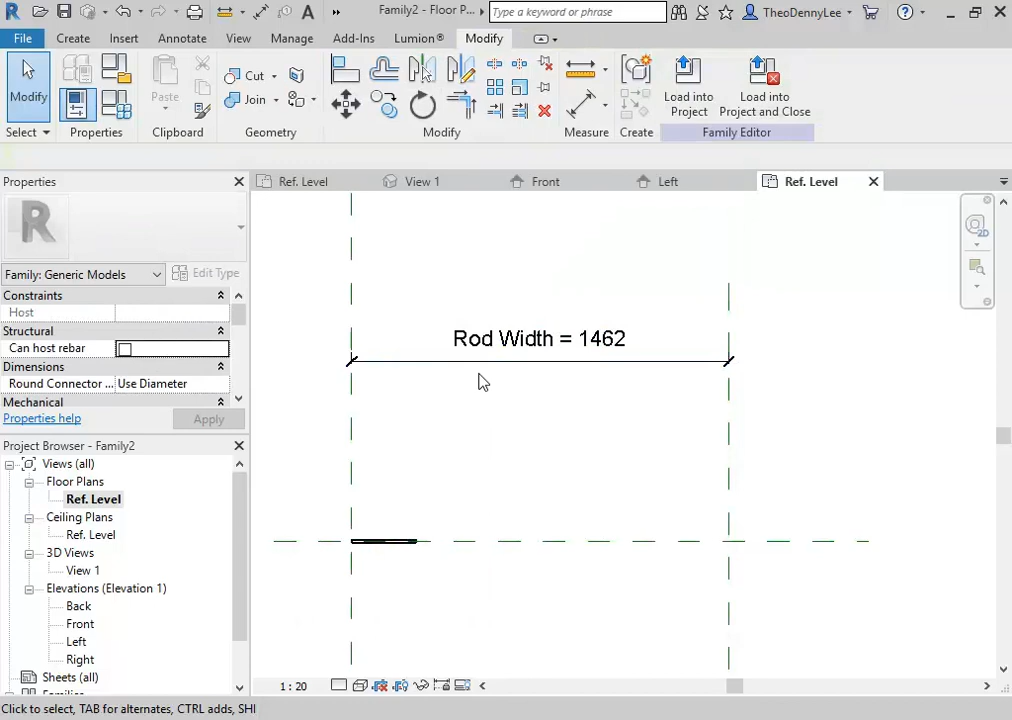 Family2 - Floor P...
Type a keyword or phrase
TheoDennyLee
File
Create
Insert
Annotate
View
Manage
Add-Ins
Lumion®
Modify
Modify
Paste
Cut
Join
Load into
Project
Load into
Project and Close
Select
Properties
Clipboard
Geometry
Modify
Measure
Create
Family Editor
Properties
Ref. Level
View 1
Front
Left
Ref. Level
R
Family: Generic Models
Edit Type
Constraints
Host
Structural
Can host rebar
Dimensions
Round Connector ...
Use Diameter
Mechanical
Properties help
Apply
Project Browser - Family2
Views (all)
Floor Plans
Ref. Level
Ceiling Plans
Ref. Level
3D Views
View 1
Elevations (Elevation 1)
Back
Front
Left
Right
Sheets (all)
Rod Width = 1462
2D
1 : 20
Click to select, TAB for alternates, CTRL adds, SHI